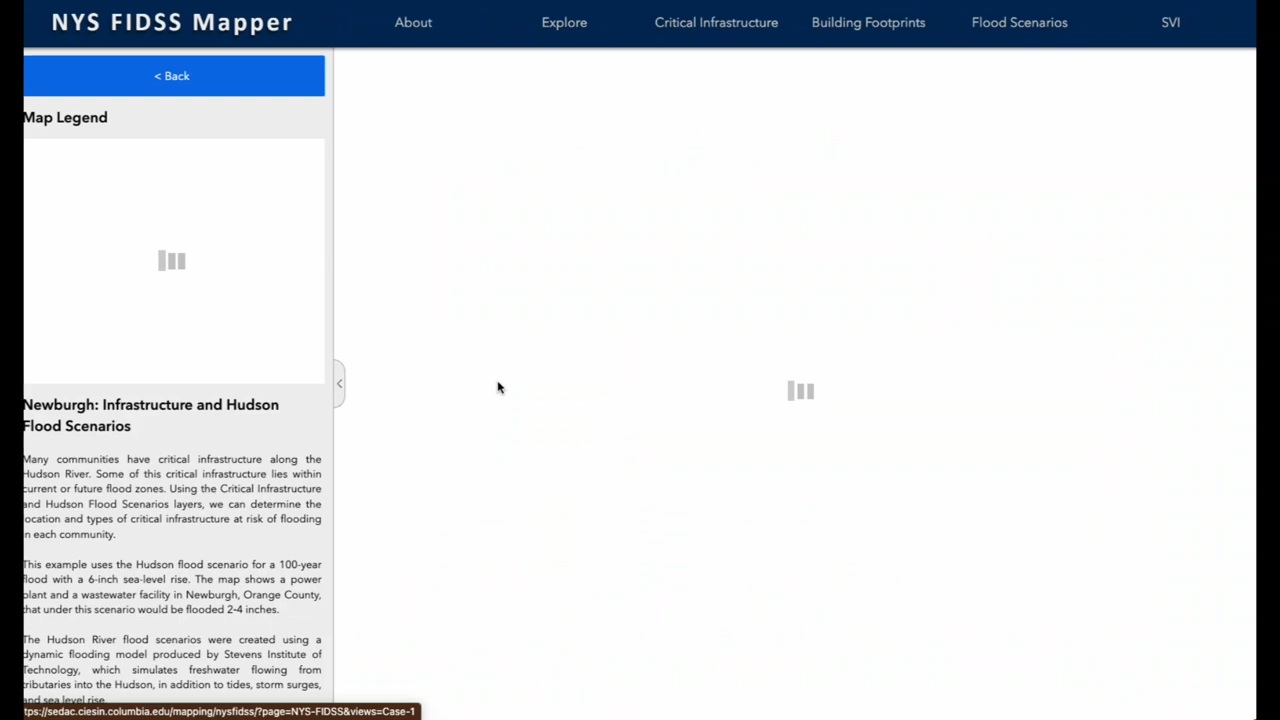 NYS FIDSS Mapper
About
Explore
Critical Infrastructure
Building Footprints
Flood Scenarios
SVI
< Back
Map Legend
Newburgh: Infrastructure and Hudson
Flood Scenarios
Many communities have critical infrastructure along the
Hudson River. Some of this critical infrastructure lies within
current or future flood zones. Using the Critical Infrastructure
and Hudson Flood Scenarios layers, we can determine the
location and types of critical infrastructure at risk of flooding
in each community.
This example uses the Hudson flood scenario for a 100-year
flood with a 6-inch sea-level rise. The map shows a power
plant and a wastewater facility in Newburgh, Orange County,
that under this scenario would be flooded 2-4 inches.
The Hudson River flood scenarios were created using a
dynamic flooding model produced by Stevens Institute of
Technology, which simulates freshwater flowing from
tributaries into the Hudson, in addition to tides, storm surges,
and sea level rise.
tps://sedac.ciesin.columbia.edu/mapping/nysfidss/?page=NYS-FIDSS&views=Case-1